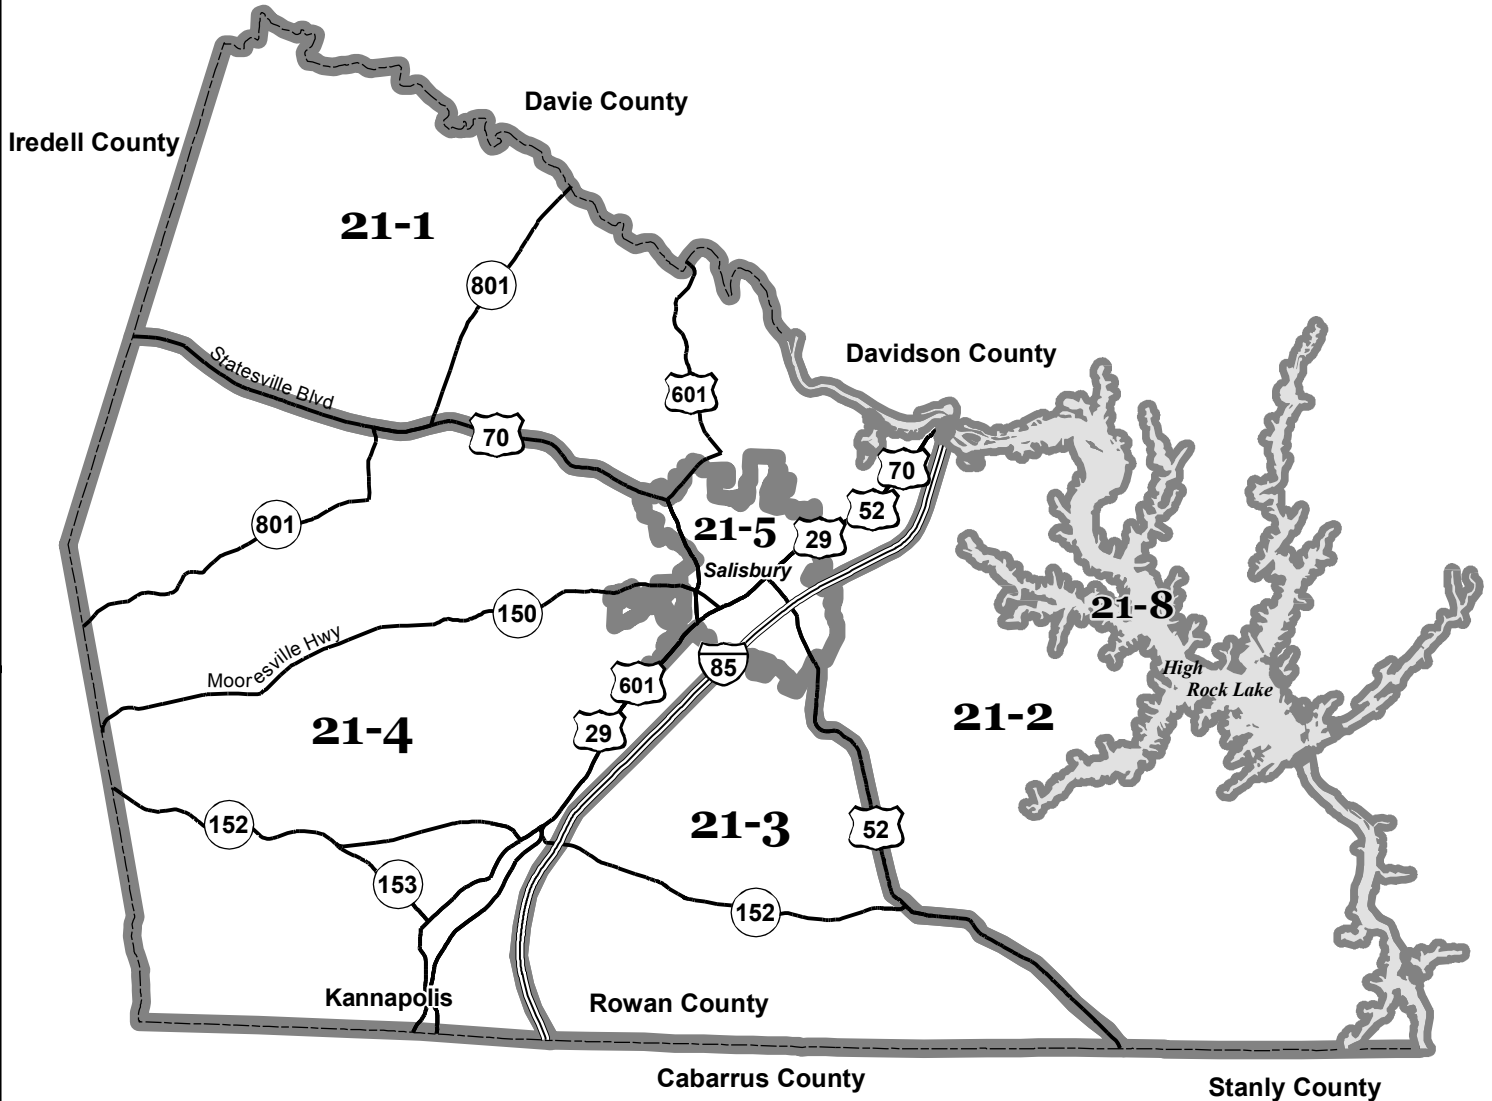 Davie County
Iredell County
21-1
801
Davidson County
Statesville Blvd
601
70
70
52
801
21-5
29
Salisbury
150
21-8
Mooresville Hwy
85
High
Rock Lake
601
21-4
29
21-2
152
21-3
52
153
152
Kannapolis
Rowan County
Cabarrus County
Stanly County